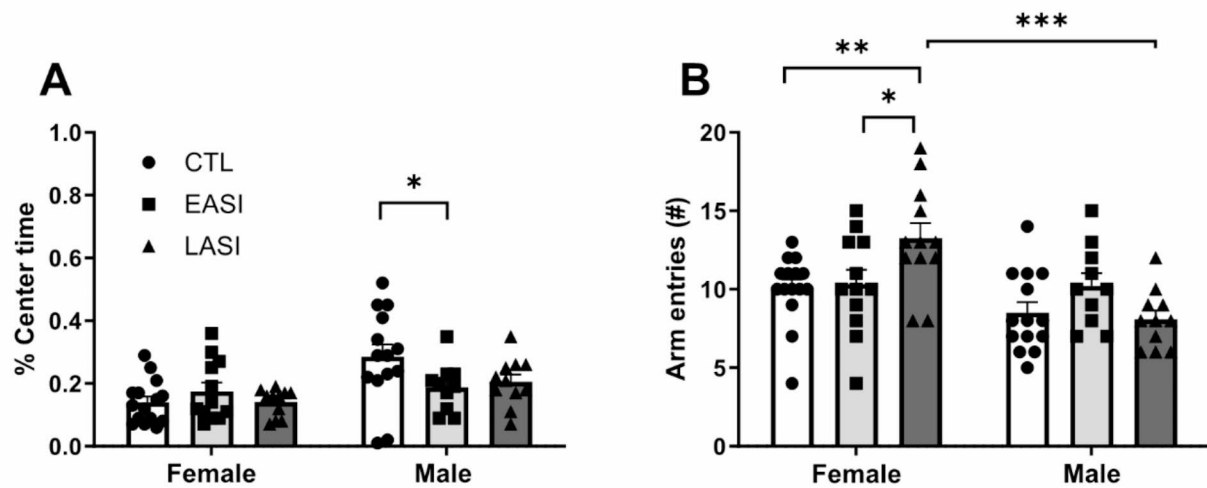 A
% Center time
1.0
0.8
0.6
0.4
0.2
0.0
CTL
EASI
LASI
*
Female
Male
B
Arm entries (#)
20
15
10
5
0
**
*
***
Female
Male